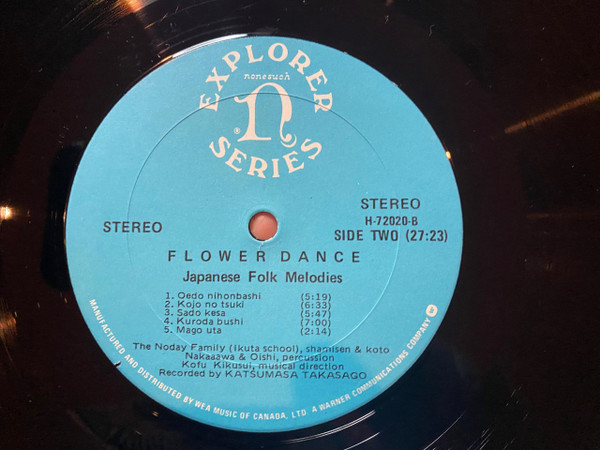 EXPLORER
nonesuch
n
®
SERIES
STEREO
STEREO
H-72020-B
SIDE TWO (27:23)
FLOWER DANCE
Japanese Folk Melodies
1. Oedo nihonbashi (5:19)
2. Kojo no tsuki (6:33)
3. Sado kesa (5:47)
4. Kuroda bushi (7:00)
5. Mago uta (2:14)
The Noday Family (Ikuta school), shamisen & koto
Nakaaawa & Oishi, percussion
Kofu Kikusui, musical direction
Recorded by KATSUMASA TAKASAGO
MANUFACTURED AND DISTRIBUTED BY WEA MUSIC OF CANADA, LTD. A WARNER COMMUNICATIONS COMPANY